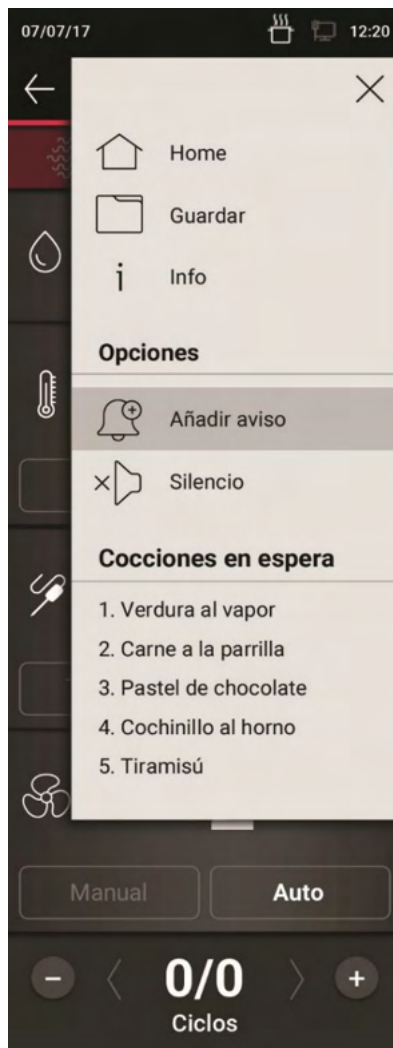 07/07/17
12:20
Home
Guardar
Info
Opciones
Añadir aviso
Silencio
Cocciones en espera
1. Verdura al vapor
2. Carne a la parrilla
3. Pastel de chocolate
4. Cochinillo al horno
5. Tiramisú
Manual
Auto
0/0
Ciclos